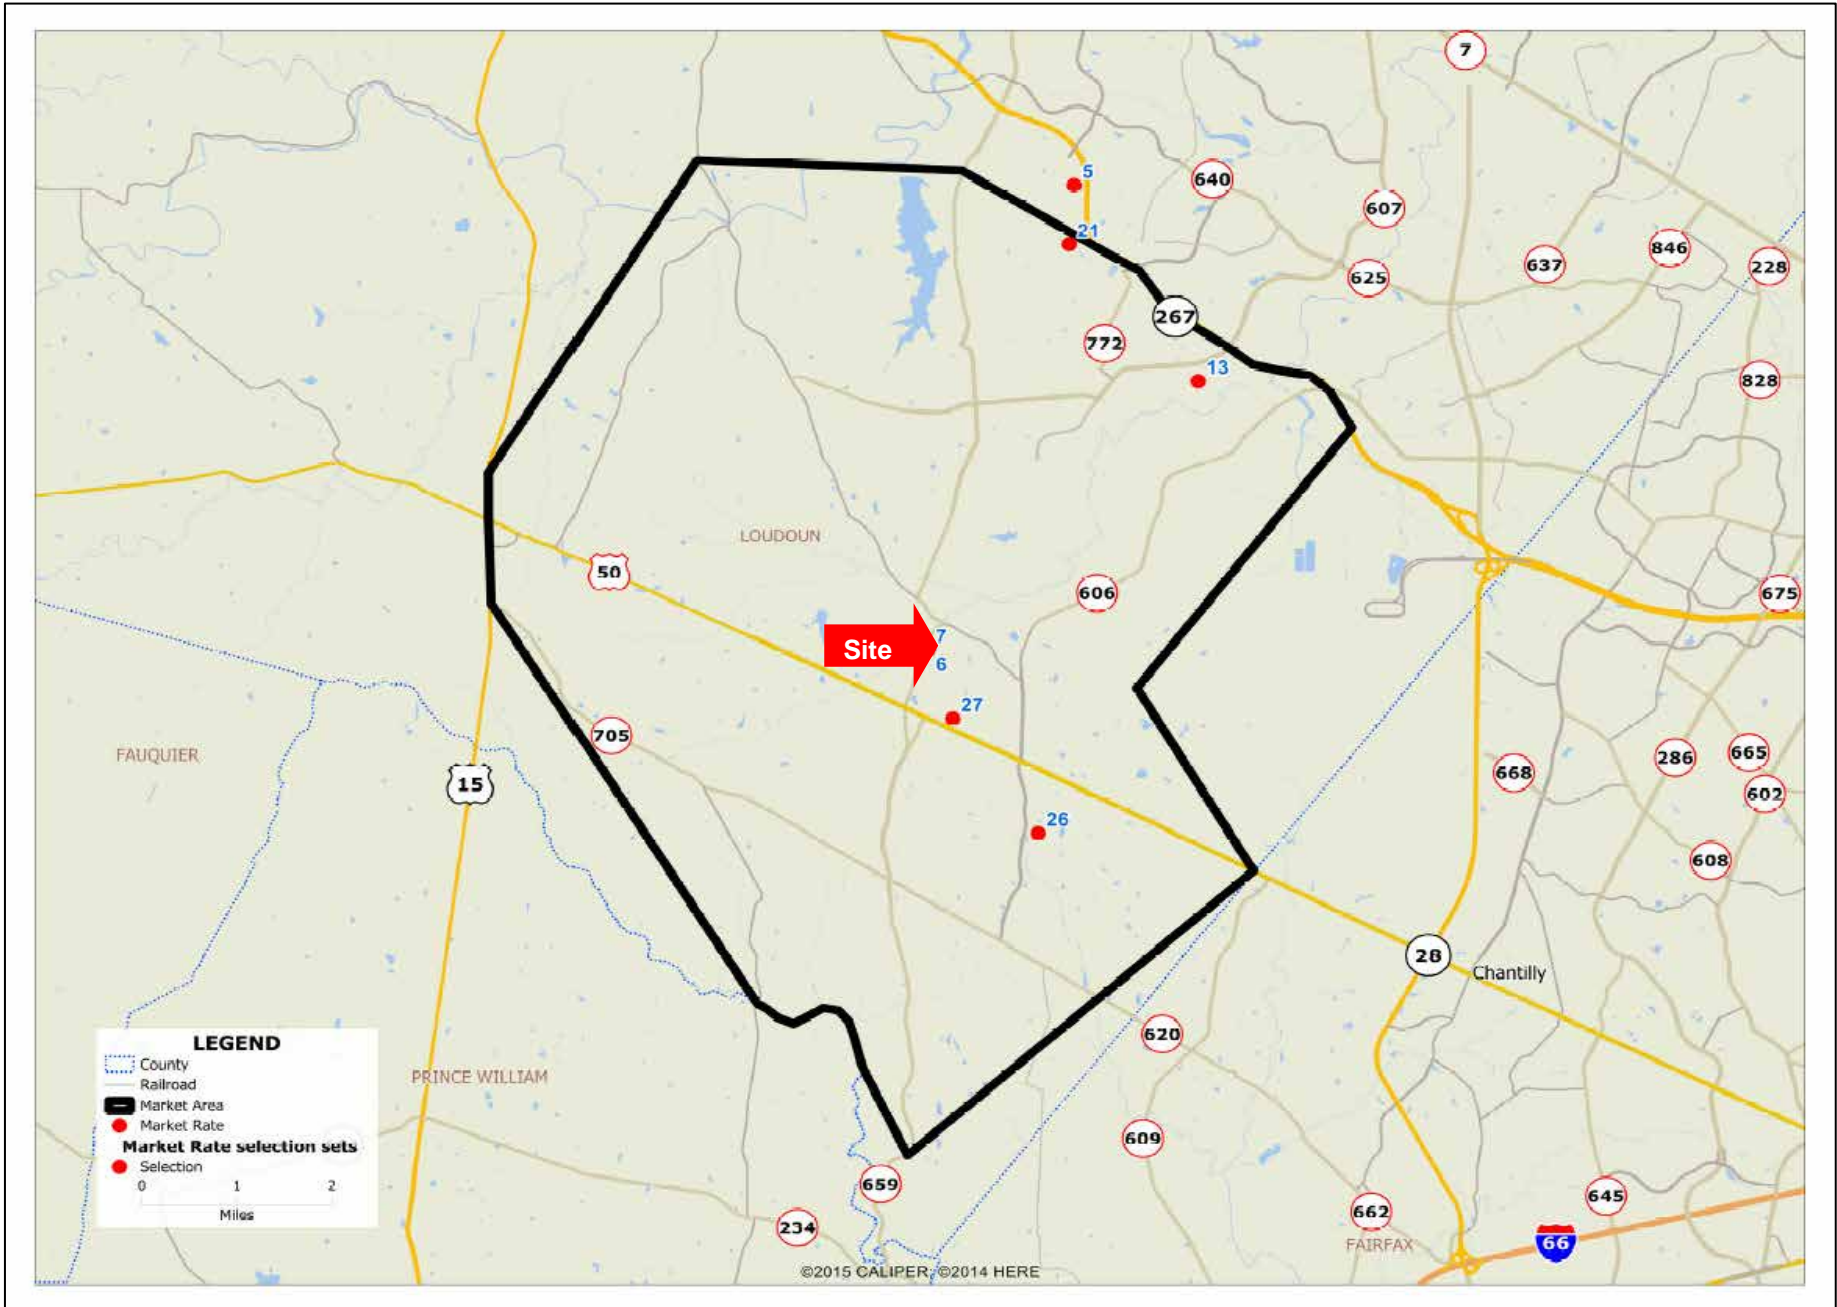 7
5
640
607
21
846
637
228
625
267
772
13
828
LOUDOUN
50
606
675
7
Site
6
27
705
FAUQUIER
665
286
668
15
602
26
608
28
Chantilly
620
LEGEND
County
Railroad
Market Area
Market Rate
Market Rate selection sets
Selection
0 1 2
Miles
PRINCE WILLIAM
609
659
645
662
234
FAIRFAX
66
©2015 CALIPER; ©2014 HERE